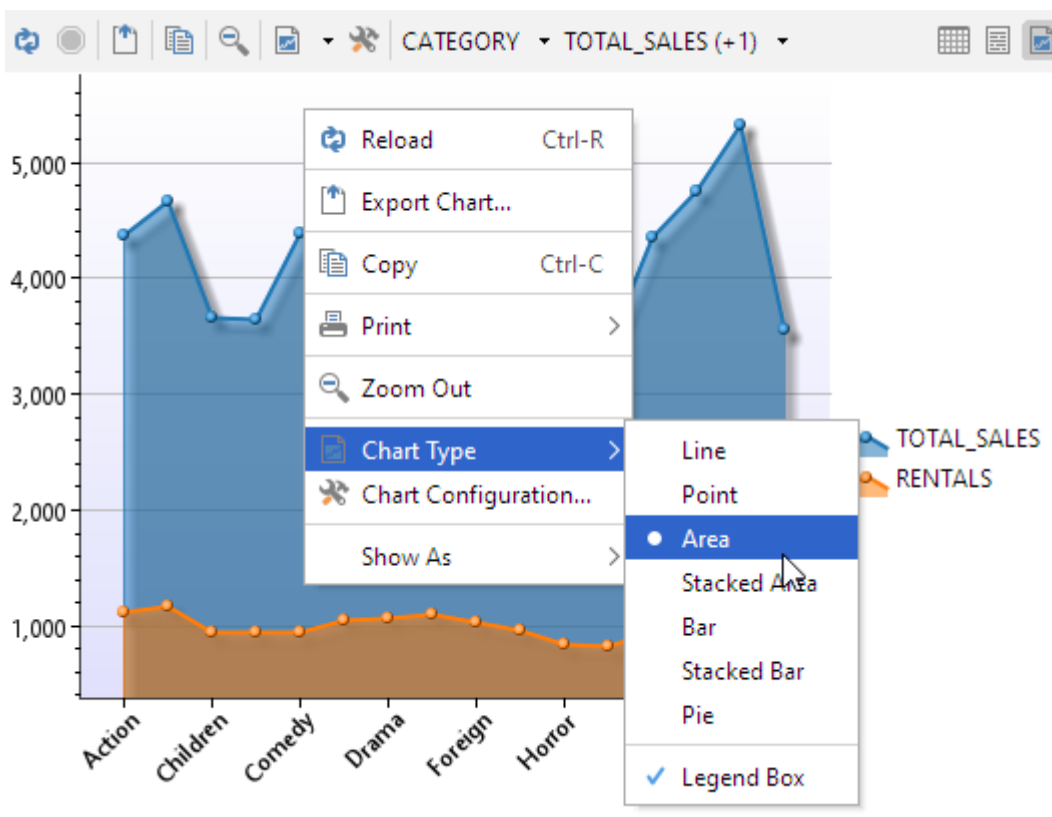 CATEGORY TOTAL_SALES (+1)
5,000
4,000
3,000
2,000
1,000
Reload Ctrl-R
Export Chart...
Copy Ctrl-C
Print
Zoom Out
Chart Type
Chart Configuration...
Show As
Line
Point
Area
Stacked Area
Bar
Stacked Bar
Pie
Legend Box
TOTAL_SALES
RENTALS
Action
Children
Comedy
Drama
Foreign
Horror